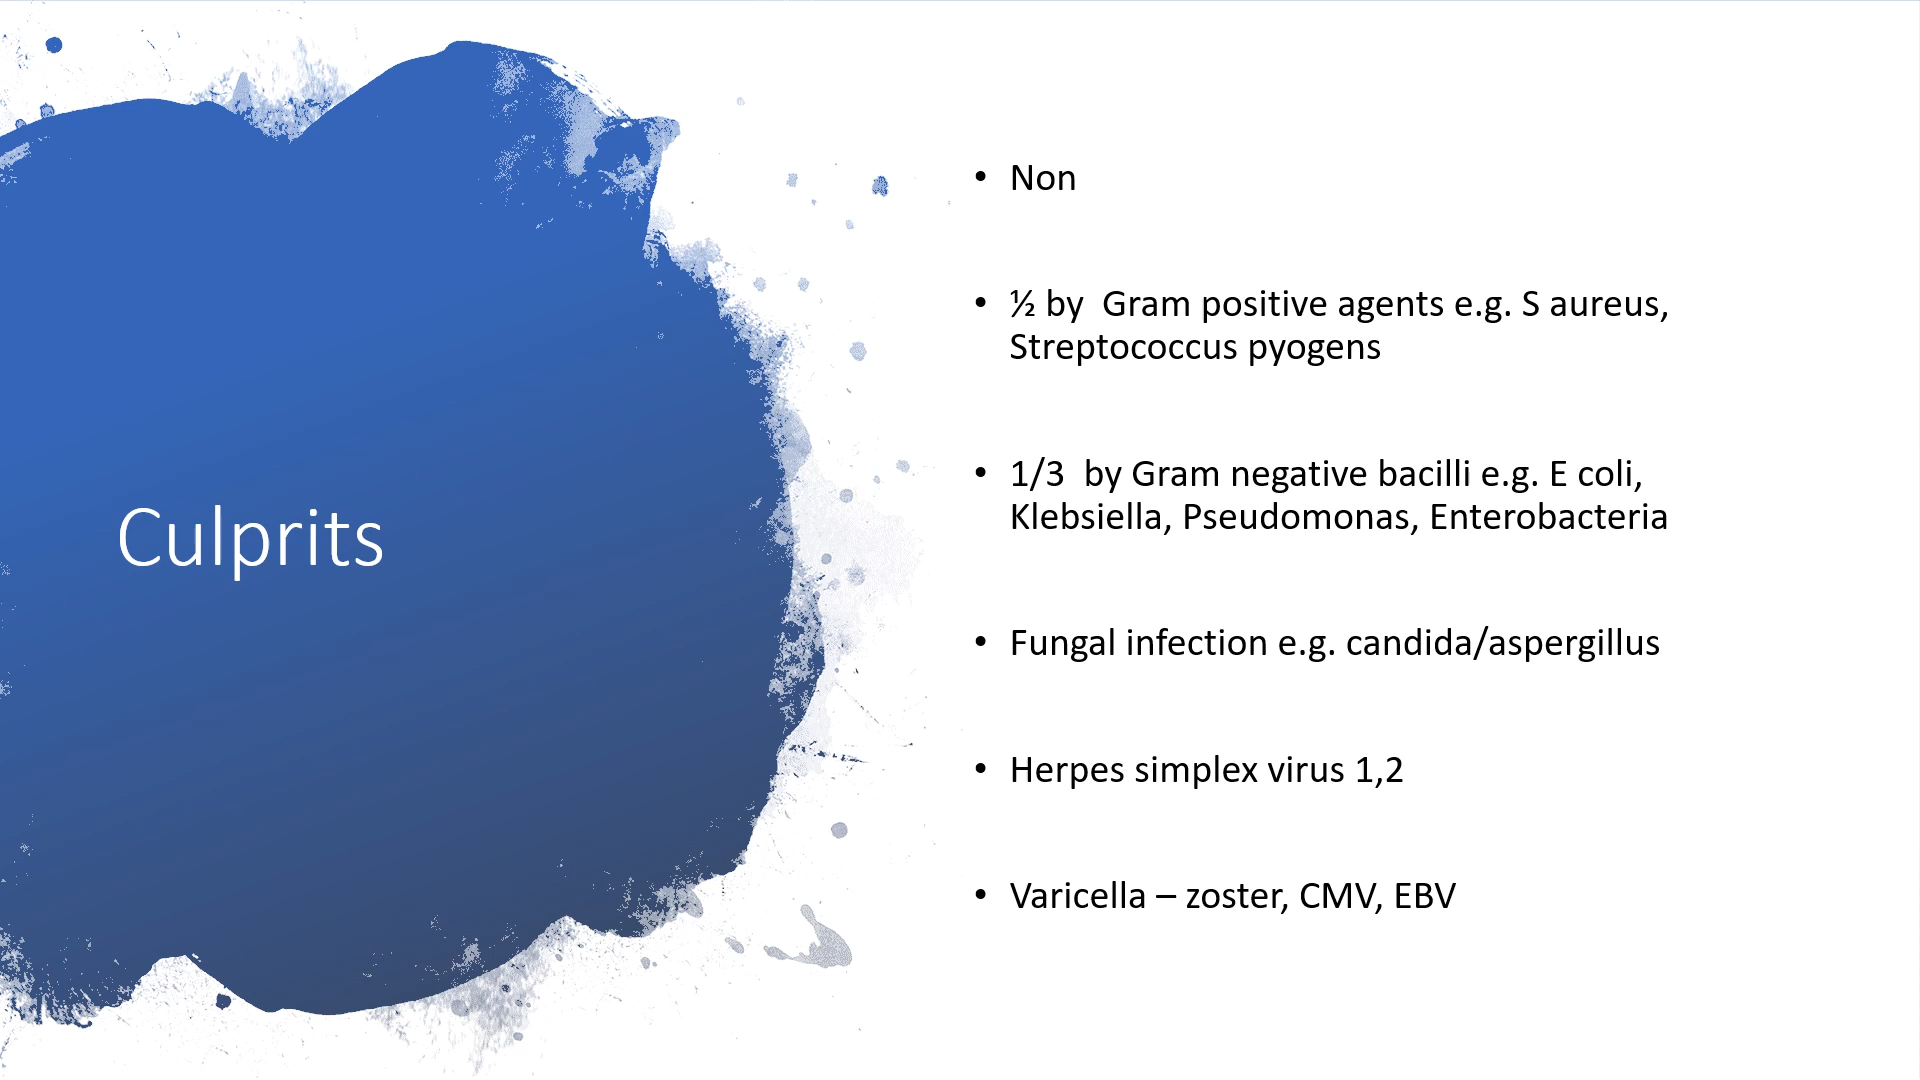 Culprits
• Non
• ½ by  Gram positive agents e.g. S aureus,
Streptococcus pyogens
• 1/3  by Gram negative bacilli e.g. E coli,
Klebsiella, Pseudomonas, Enterobacteria
• Fungal infection e.g. candida/aspergillus
• Herpes simplex virus 1,2
• Varicella – zoster, CMV, EBV